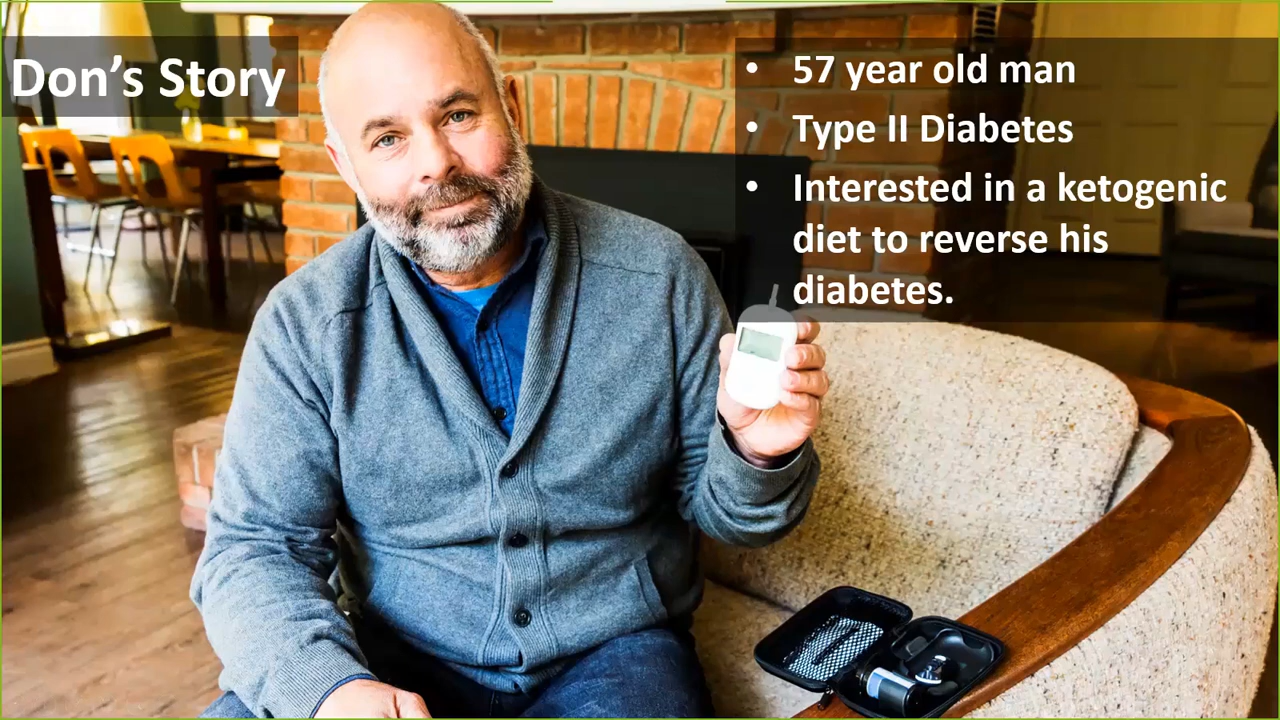 Don’s Story
• 57 year old man
• Type II Diabetes
• Interested in a ketogenic
diet to reverse his
diabetes.